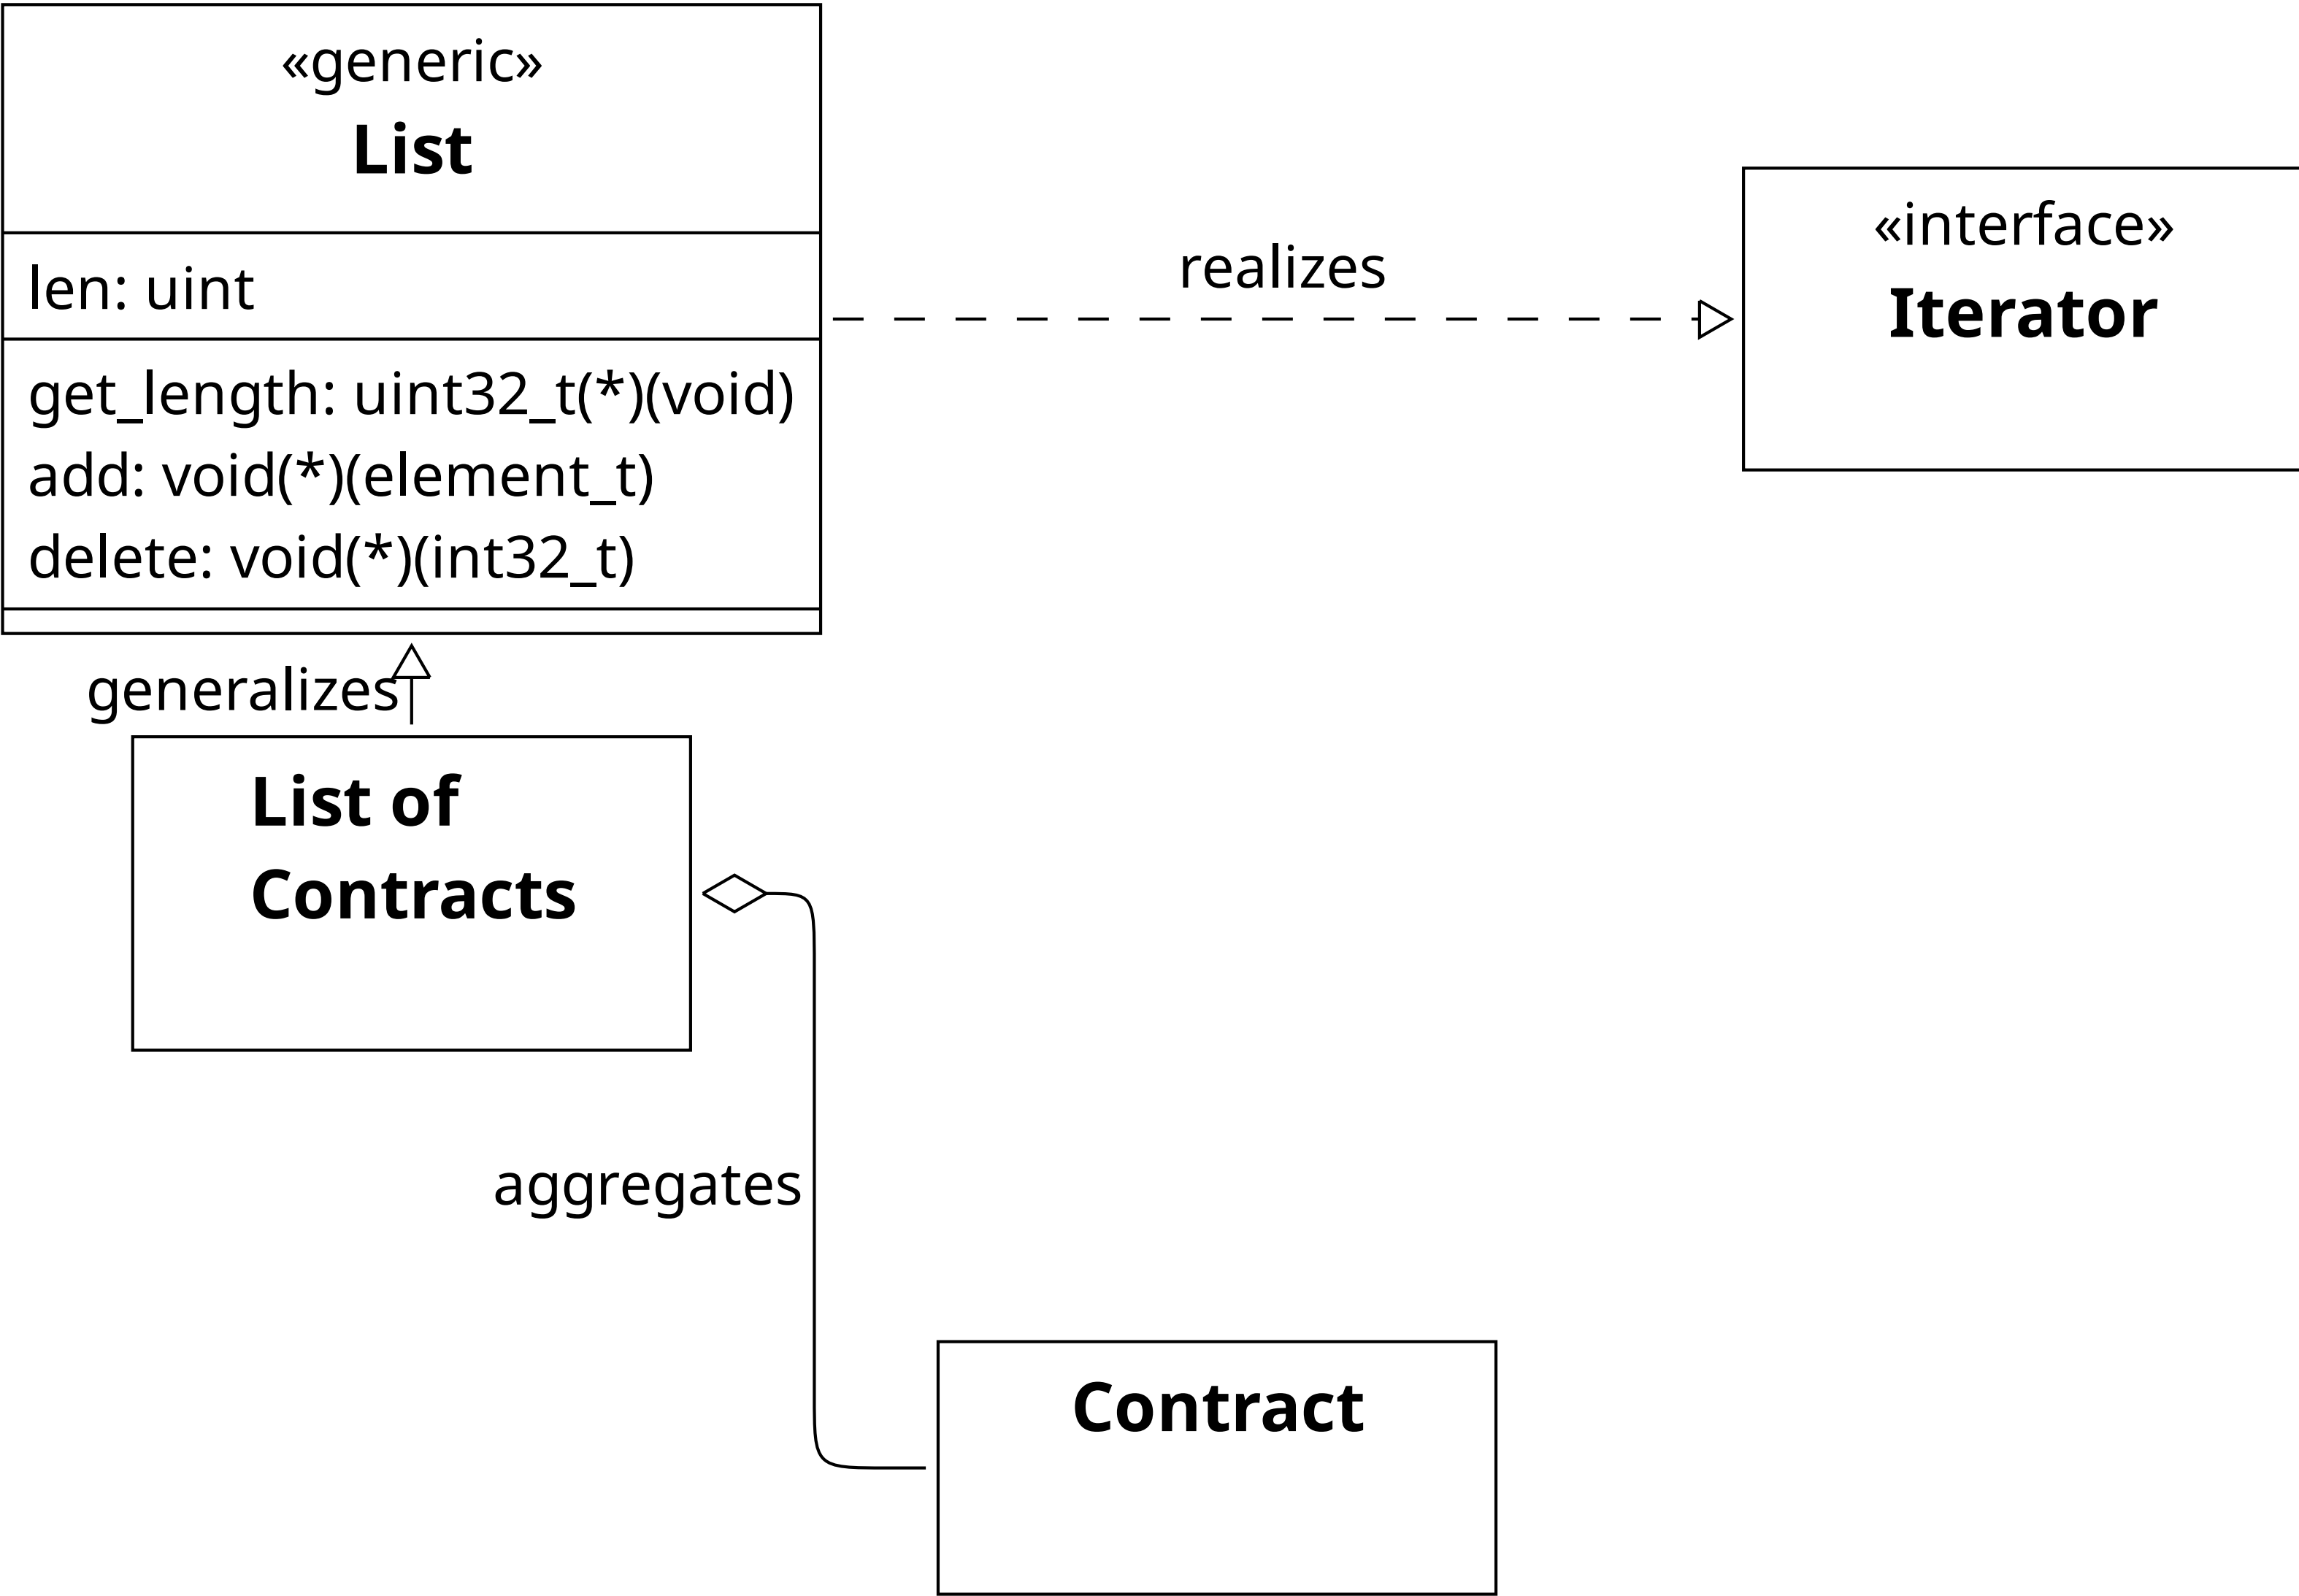 «generic»
List
len: uint
get_length: uint32_t(*)(void)
add: void(*)(element_t)
delete: void(*)(int32_t)
realizes
«interface»
Iterator
generalizes
List of
Contracts
aggregates
Contract